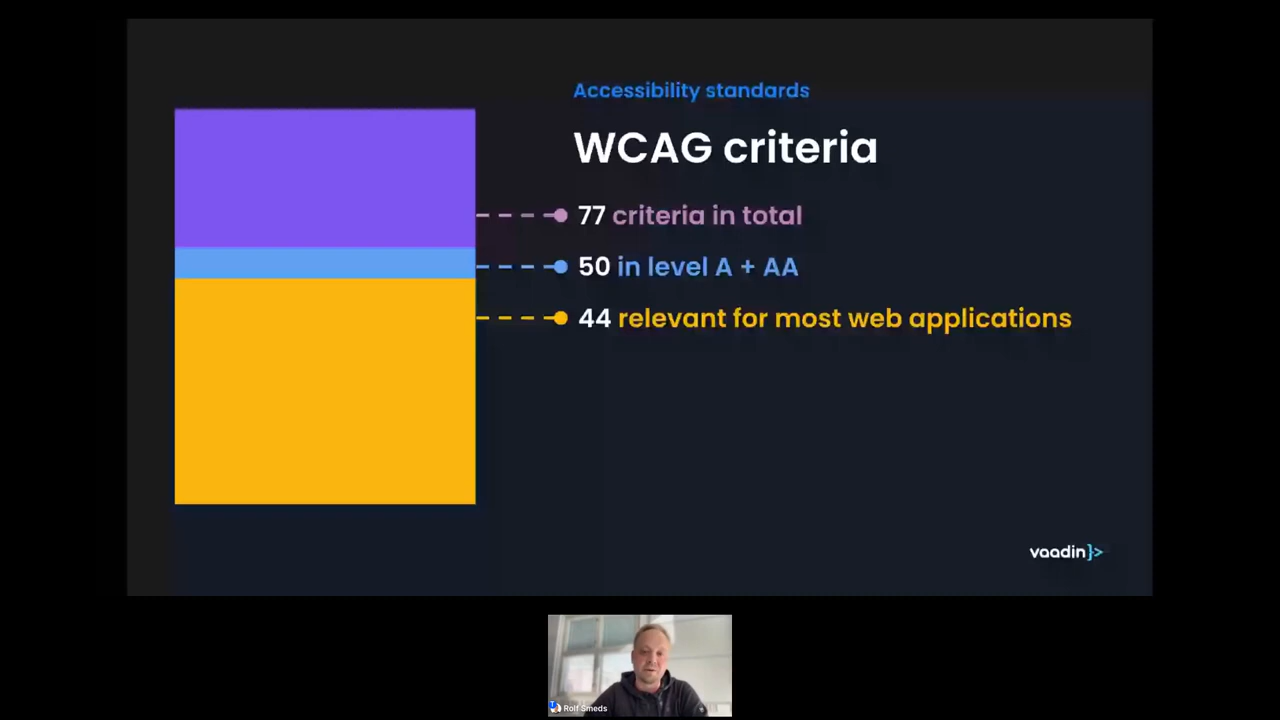 Accessibility standards
WCAG criteria
77 criteria in total
50 in level A + AA
44 relevant for most web applications
vaadin}>
Rolf Smeds